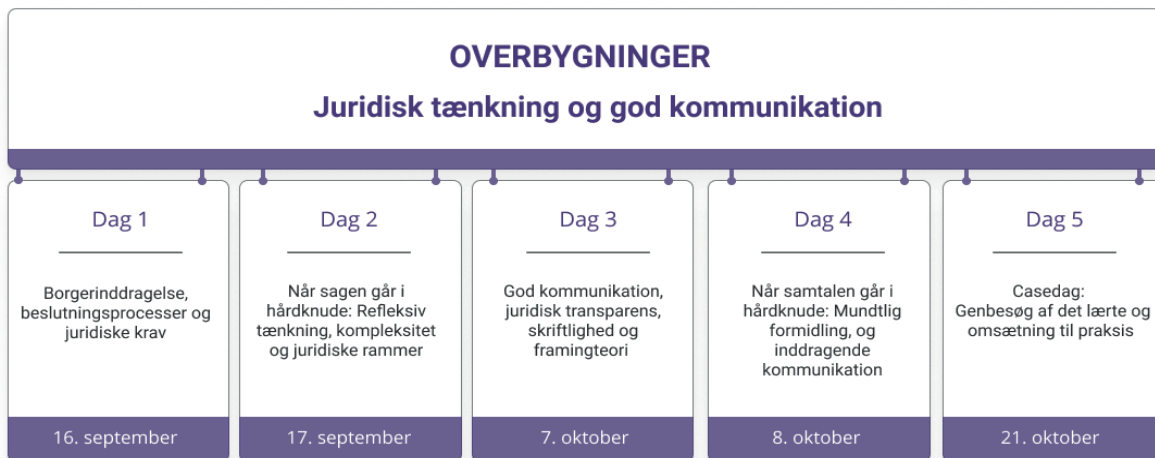 OVERBYGNINGER
Juridisk tænkning og god kommunikation
Dag 1
Borgerinddragelse,
beslutningsprocesser og
juridiske krav
16. september
Dag 2
Når sagen går i
hårdknude: Refleksiv
tænkning, kompleksitet
og juridiske rammer
17. september
Dag 3
God kommunikation,
juridisk transparens,
skriftlighed og
framingteori
7. oktober
Dag 4
Når samtalen går i
hårdknude: Mundtlig
formidling, og
inddragende
kommunikation
8. oktober
Dag 5
Casedag:
Genbesøg af det lærte og
omsætning til praksis
21. oktober